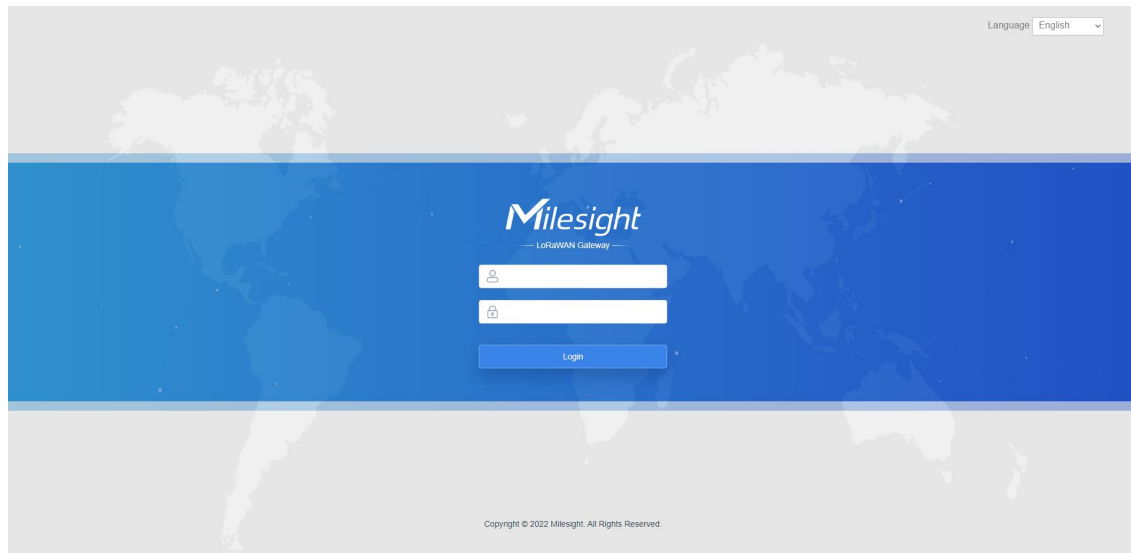 Language English
Milesight
LoRaWAN Gateway
Login
Copyright © 2022 Milesight. All Rights Reserved.